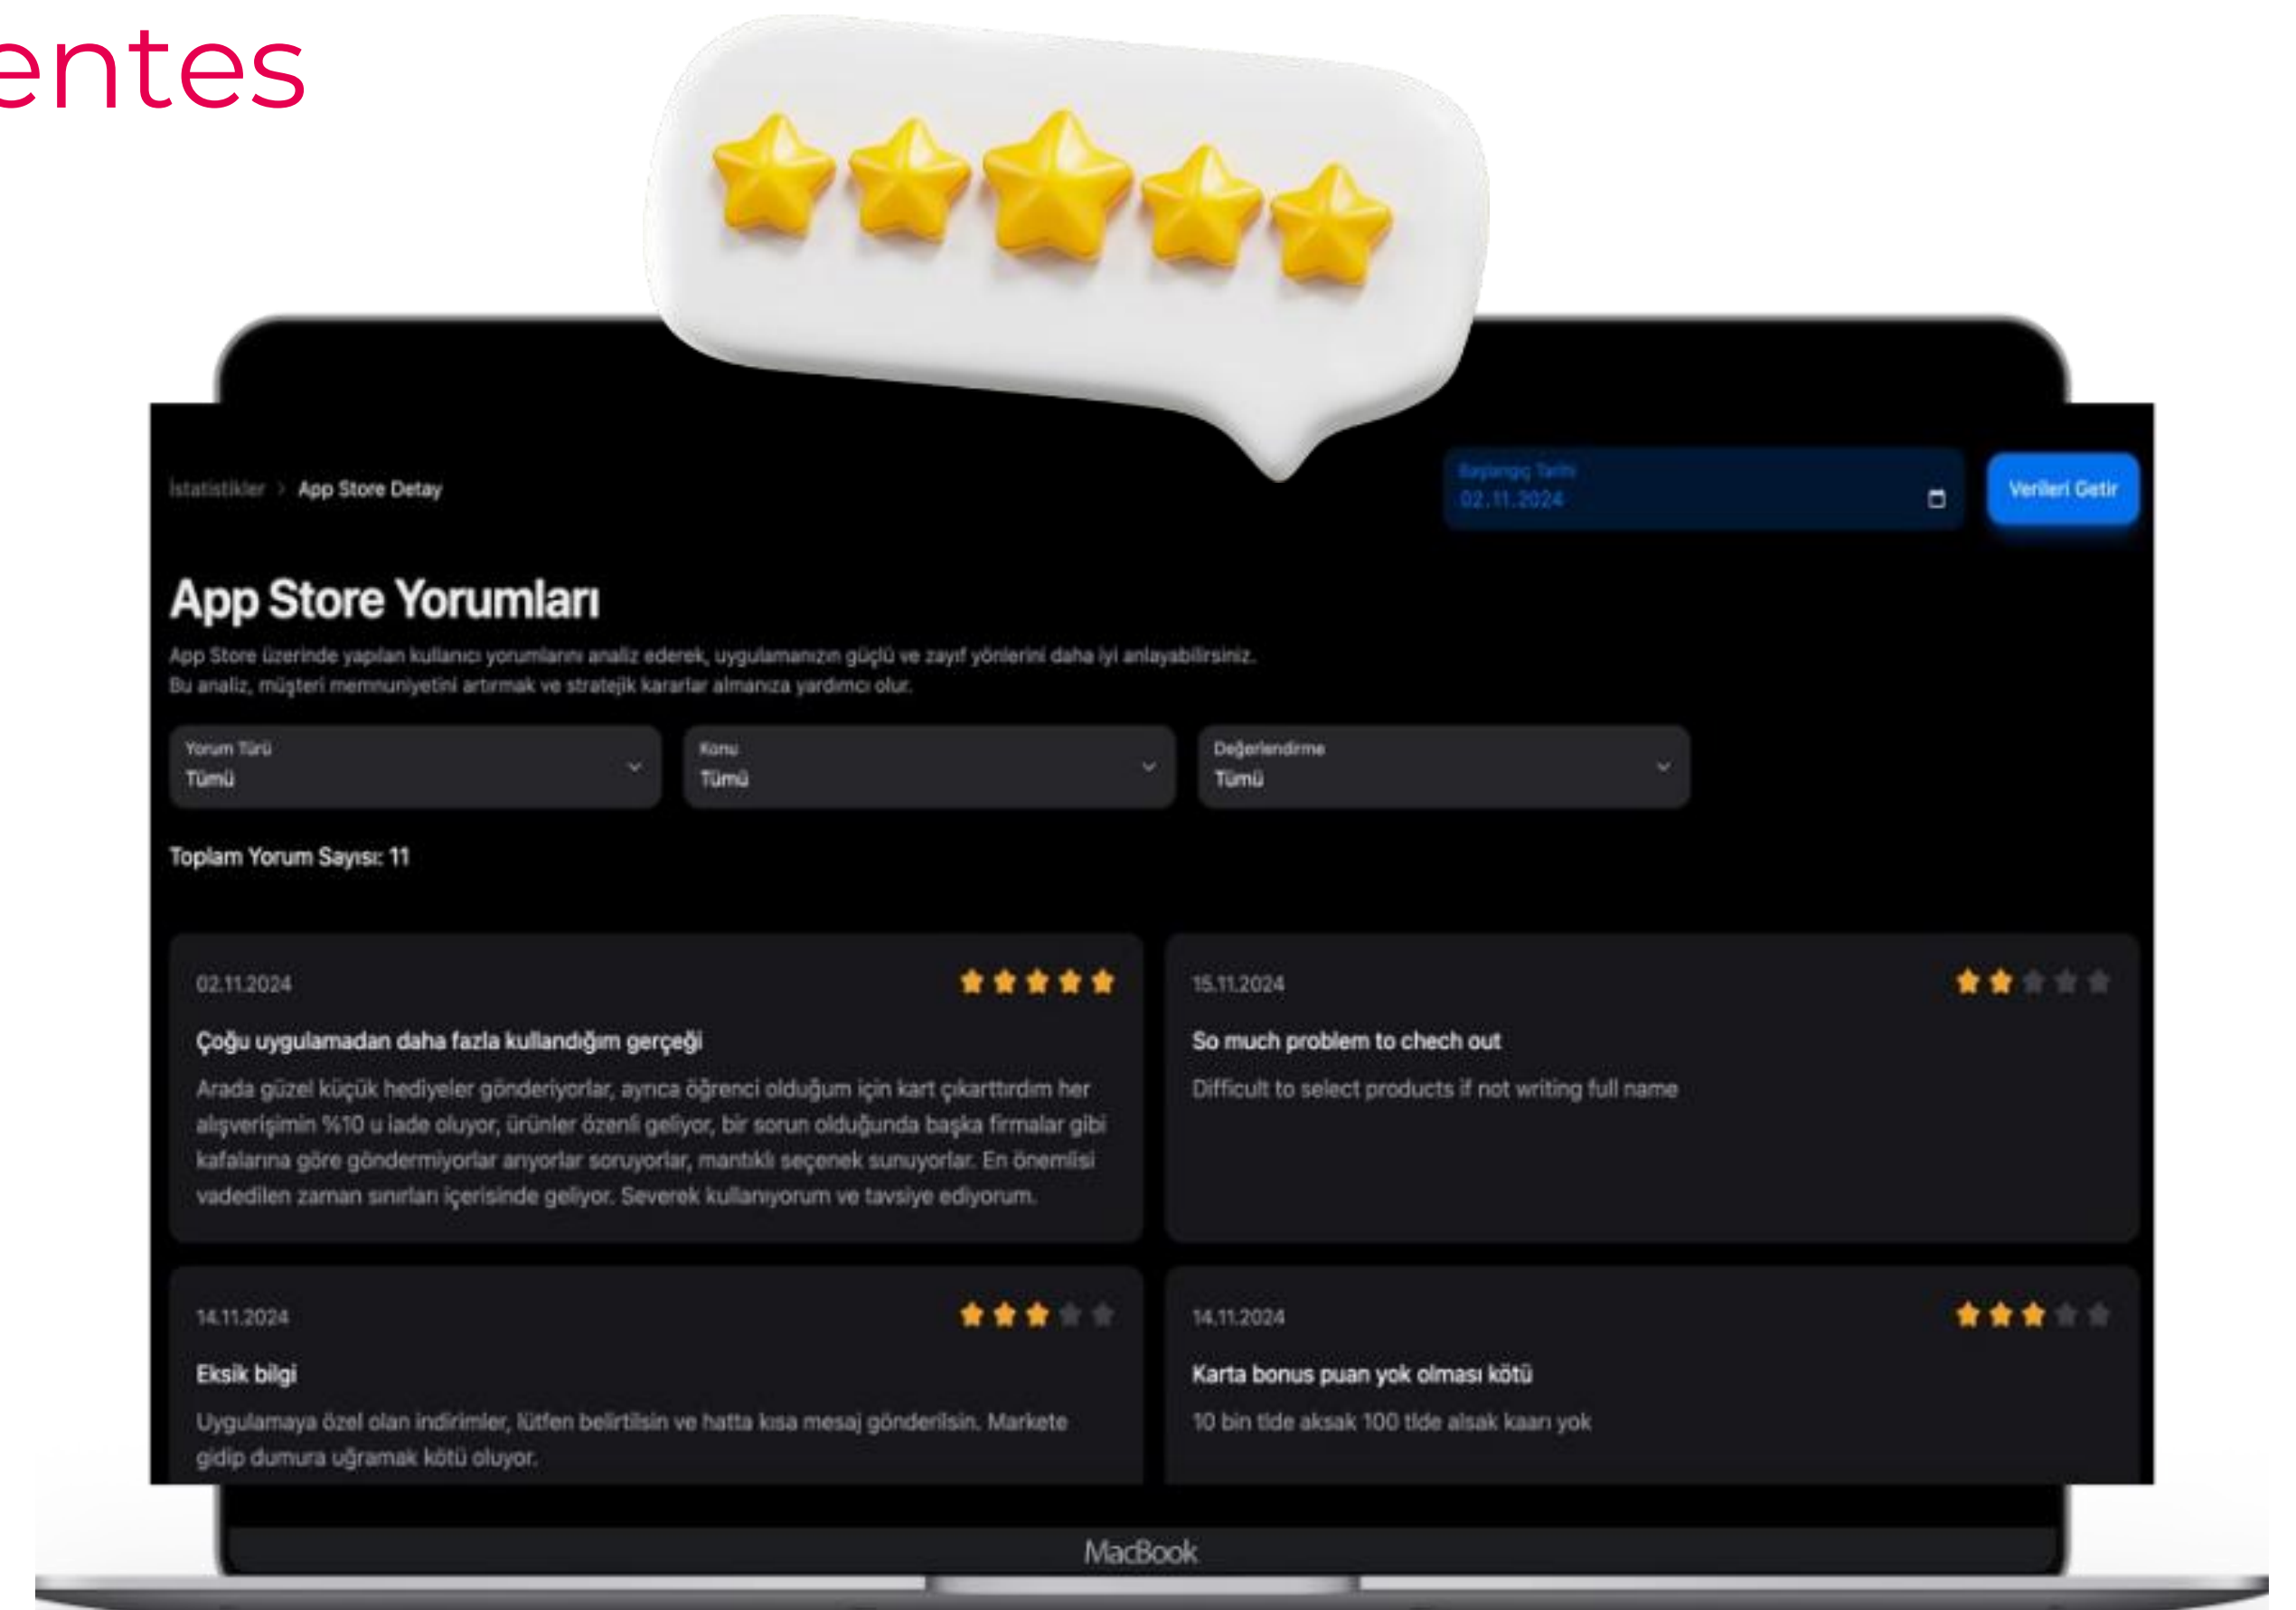 entes
İstatistikler > App Store Detay
Başlangıç Tarihi
02.11.2024
Verileri Getir
App Store Yorumları
App Store üzerinde yapılan kullanıcı yorumlarını analiz ederek, uygulamanızın güçlü ve zayıf yönlerini daha iyi anlayabilirsiniz.
Bu analiz, müşteri memnuniyetini artırmak ve stratejik kararlar almanıza yardımcı olur.
Yorum Türü
Tümü
Konu
Tümü
Değerlendirme
Tümü
Toplam Yorum Sayısı: 11
02.11.2024
Çoğu uygulamadan daha fazla kullandığım gerçeği
Arada güzel küçük hediyeler gönderiyorlar, ayrıca öğrenci olduğum için kart çıkarttırdım her
alışverişimin %10 u iade oluyor, ürünler özenli geliyor, bir sorun olduğunda başka firmalar gibi
kafalarına göre göndermiyorlar arıyorlar soruyorlar, mantıklı seçenek sunuyorlar. En önemlisi
vadedilen zaman sınırları içerisinde geliyor. Severek kullanıyorum ve tavsiye ediyorum.
15.11.2024
So much problem to chech out
Difficult to select products if not writing full name
14.11.2024
Eksik bilgi
Uygulamaya özel olan indirimler, lütfen belirtilsin ve hatta kısa mesaj gönderilsin. Markete
gidip dumura uğramak kötü oluyor.
14.11.2024
Karta bonus puan yok olması kötü
10 bin tlde aksak 100 tlde alsak kaarı yok
MacBook